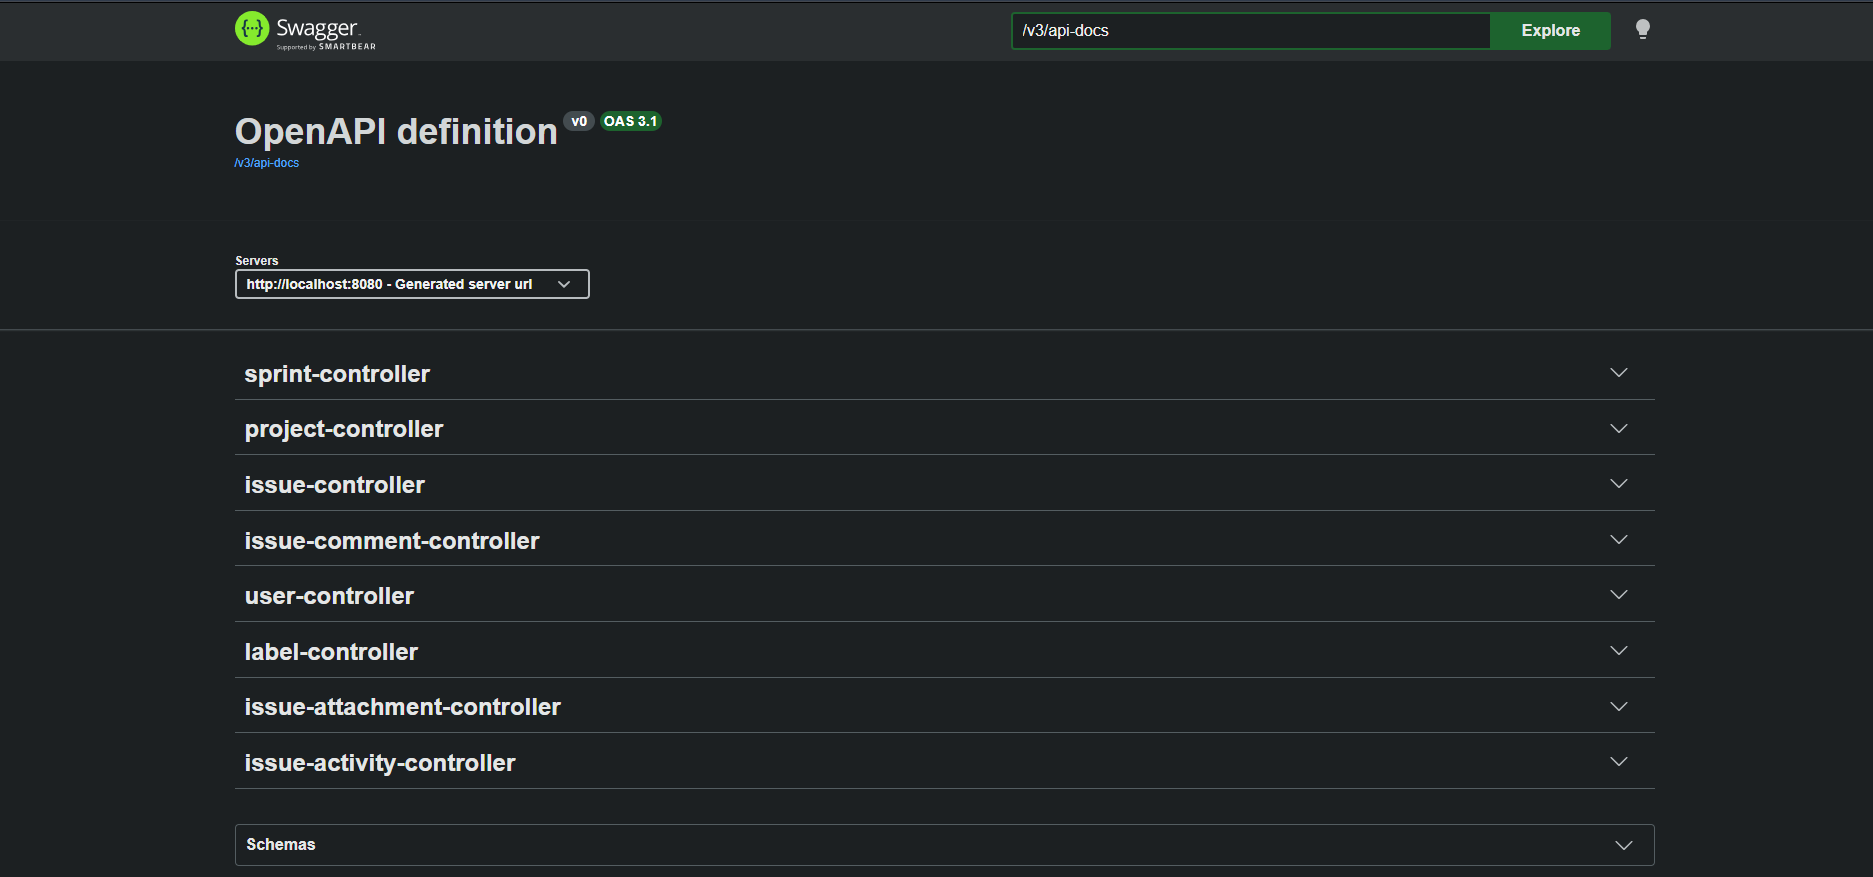 {···} Swagger.
Supported by SMARTBEAR
/v3/api-docs
Explore
OpenAPI definition v0 OAS 3.1
/v3/api-docs
Servers
http://localhost:8080 - Generated server url
sprint-controller
project-controller
issue-controller
issue-comment-controller
user-controller
label-controller
issue-attachment-controller
issue-activity-controller
Schemas